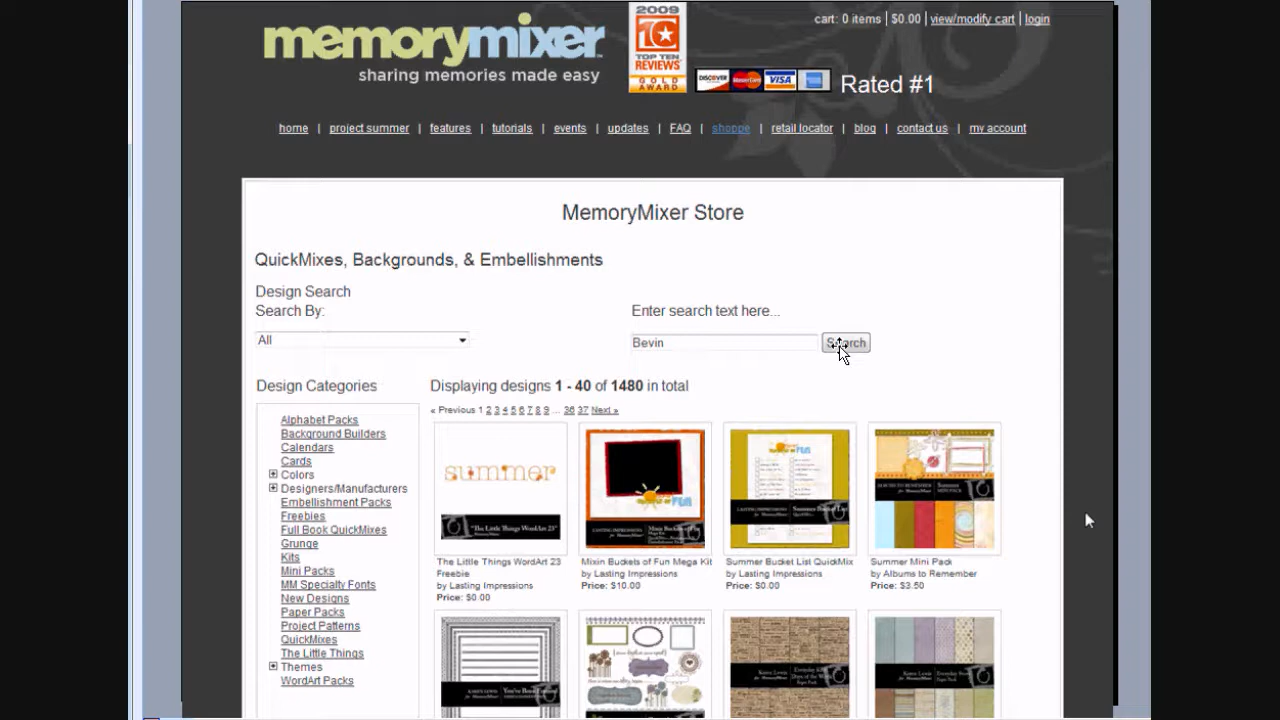 memorymixer
sharing memories made easy
2009
TOP TEN
REVIEWS
GOLD
AWARD
DISCOVER
MasterCard
VISA
Rated #1
cart: 0 items | $0.00 | view/modify cart | login
home | project summer | features | tutorials | events | updates | FAQ | shoppe | retail locator | blog | contact us | my account
MemoryMixer Store
QuickMixes, Backgrounds, & Embellishments
Design Search
Search By:
Enter search text here...
All
Bevin
Search
Design Categories
Displaying designs 1 - 40 of 1480 in total
« Previous 1 2 3 4 5 6 7 8 9 ... 36 37 Next »
Alphabet Packs
Background Builders
Calendars
Cards
Colors
Designers/Manufacturers
Embellishment Packs
Freebies
Full Book QuickMixes
Grunge
Kits
Mini Packs
MM Specialty Fonts
New Designs
Paper Packs
Project Patterns
QuickMixes
The Little Things
Themes
WordArt Packs
summer
"The Little Things WordArt 23"
The Little Things WordArt 23
Freebie
by Lasting Impressions
Price: $0.00
Mixin Buckets of Fun Mega Kit
by Lasting Impressions
Price: $10.00
Summer Bucket List QuickMix
by Lasting Impressions
Price: $0.00
Summer Mini Pack
by Albums to Remember
Price: $3.50